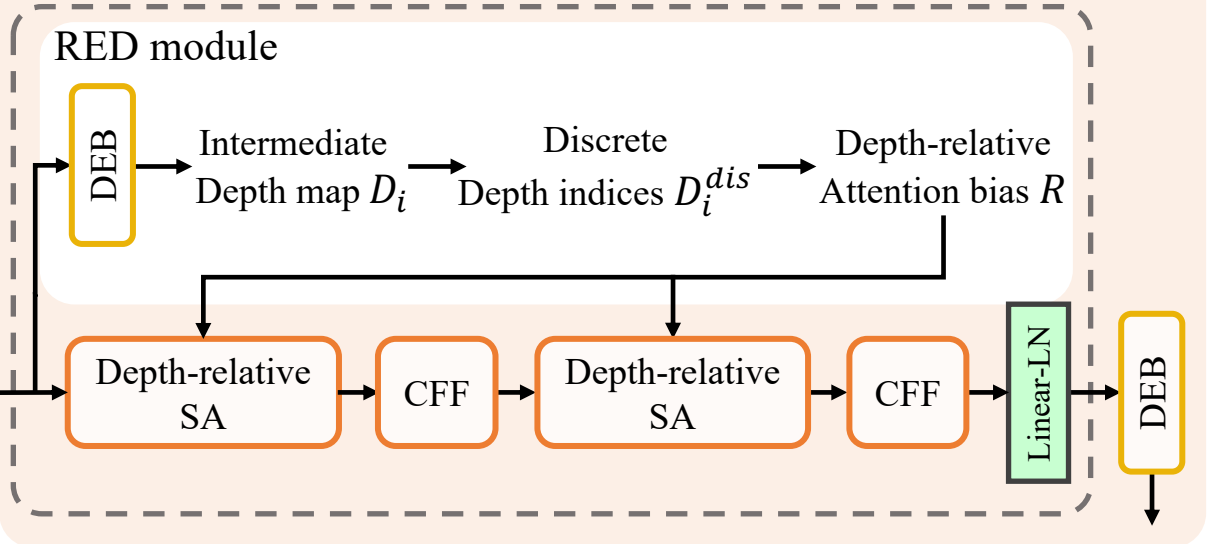 RED module
DEB
Intermediate
Depth map $D_i$
Discrete
Depth indices $D_i^{dis}$
Depth-relative
Attention bias $R$
Depth-relative
SA
CFF
Depth-relative
SA
CFF
Linear-LN
DEB